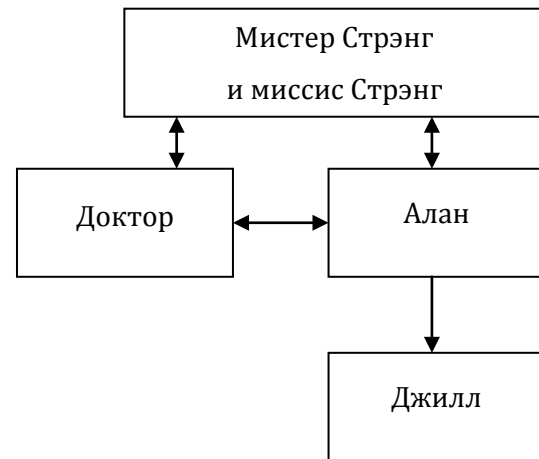 Мистер Стрэнг
и миссис Стрэнг
Доктор
Алан
Джилл